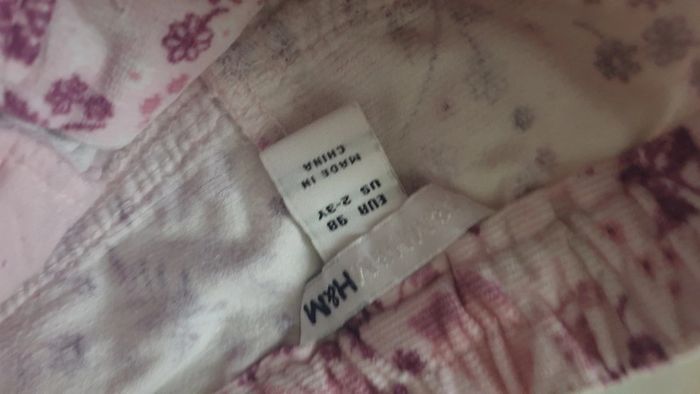 H&M
EUR 98
US 2-3Y
MADE IN
CHINA